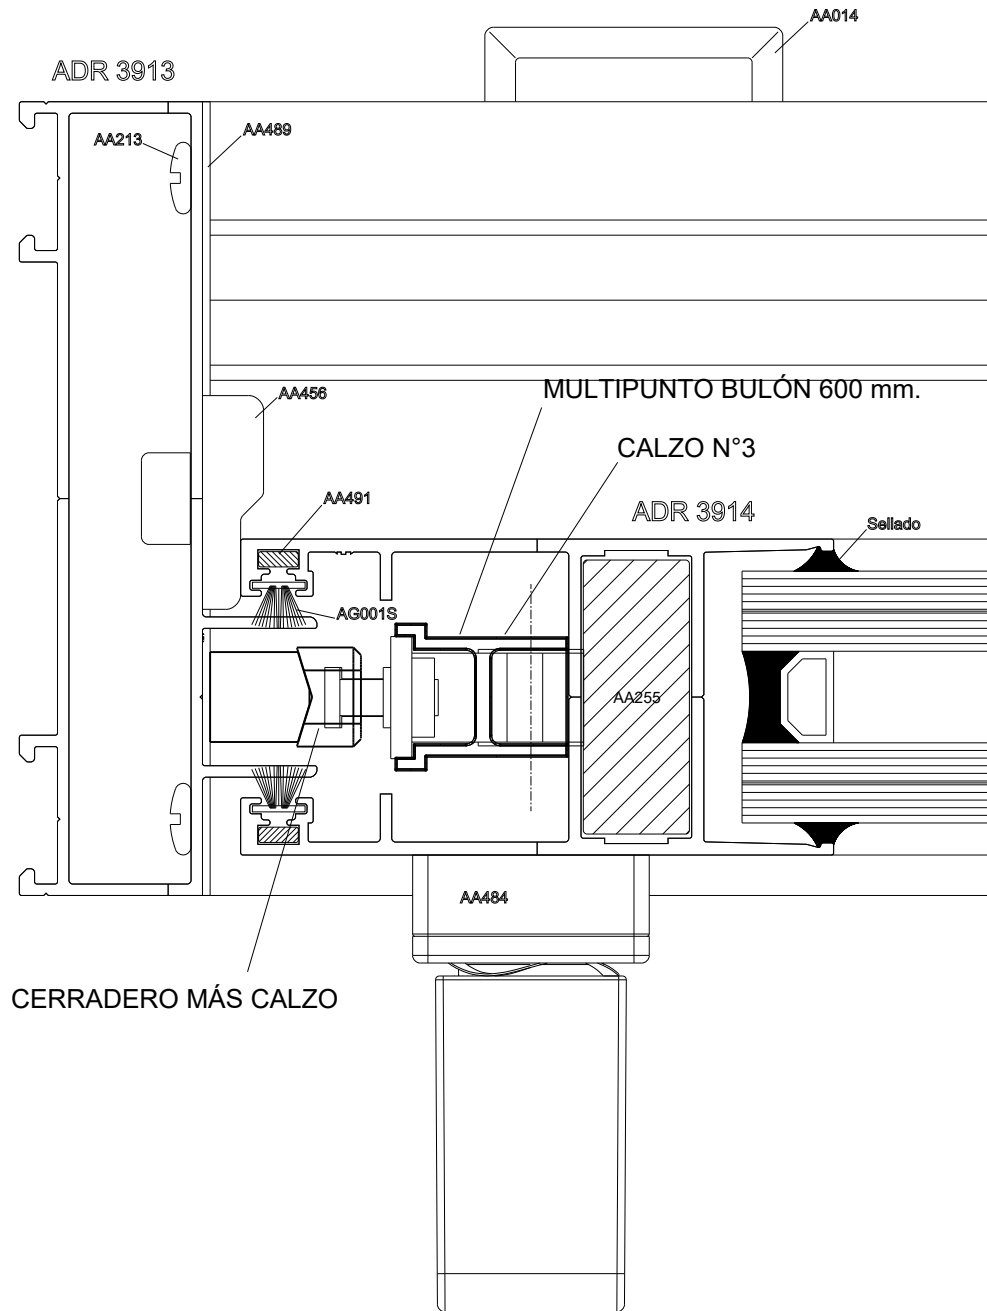 AA014
ADR 3913
AA489
AA213
AA456
MULTIPUNTO BULÓN 600 mm.
CALZO N°3
AA491
ADR 3914
Sellado
AG001S
AA255
AA484
CERRADERO MÁS CALZO